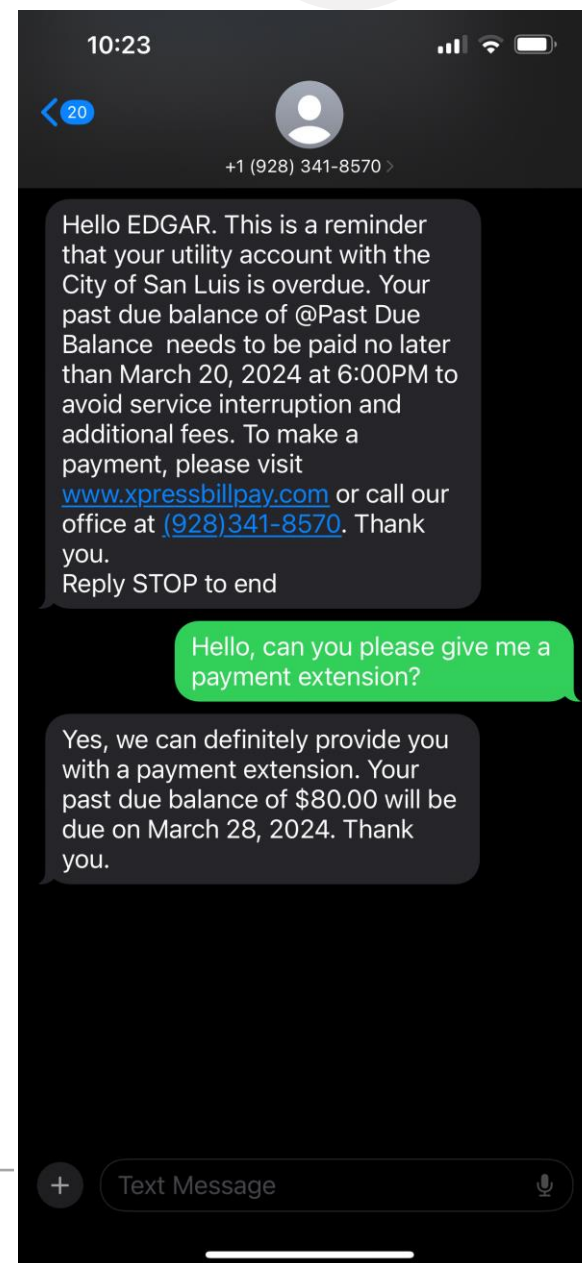 10:23
20
+1 (928) 341-8570 >
Hello EDGAR. This is a reminder
that your utility account with the
City of San Luis is overdue. Your
past due balance of @Past Due
Balance  needs to be paid no later
than March 20, 2024 at 6:00PM to
avoid service interruption and
additional fees. To make a
payment, please visit
www.xpressbillpay.com or call our
office at (928)341-8570. Thank
you.
Reply STOP to end
Hello, can you please give me a
payment extension?
Yes, we can definitely provide you
with a payment extension. Your
past due balance of $80.00 will be
due on March 28, 2024. Thank
you.
Text Message